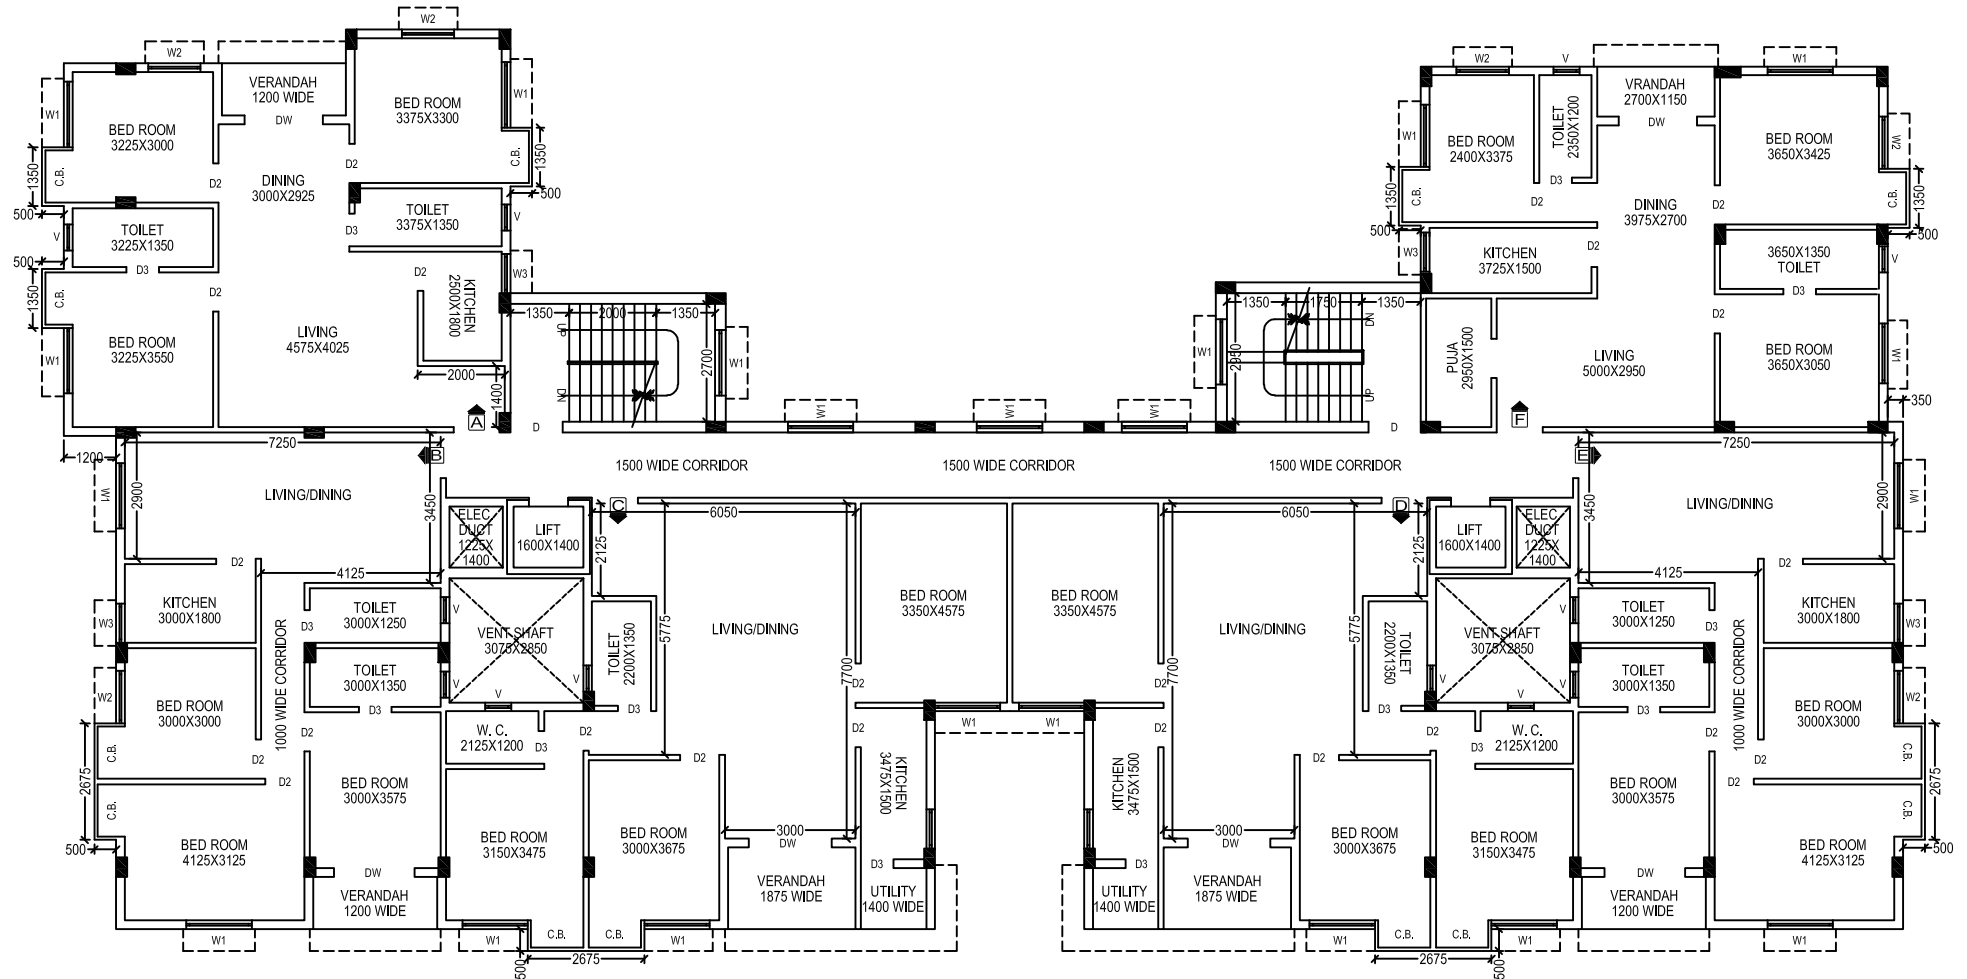 W2
W2
VERANDAH
1200 WIDE
DW
W1
BED ROOM
3225X3000
1350
C.B.
500
D2
BED ROOM
3375X3300
W1
C.B.
1350
500
D2
DINING
3000X2925
TOILET
3225X1350
V
D3
500
TOILET
3375X1350
V
D3
W3
D2
KITCHEN
2500X1800
1350
C.B.
D2
BED ROOM
3225X3550
W1
LIVING
4575X4025
2000
1400
A
1350
2000
1350
UP
DN
2700
W1
D
W2
V
W1
VRANDAH
2700X1150
DW
W1
BED ROOM
2400X3375
TOILET
2350X1200
D3
D2
C.B.
1350
500
BED ROOM
3650X3425
W2
C.B.
1350
500
D2
DINING
3975X2700
W3
KITCHEN
3725X1500
D2
3650X1350
TOILET
V
D3
D2
BED ROOM
3650X3050
W1
350
LIVING
5000X2950
PUJA
2950X1500
F
1350
1750
1350
DN
UP
2950
W1
D
W1
W1
W1
1500 WIDE CORRIDOR
1500 WIDE CORRIDOR
1500 WIDE CORRIDOR
7250
1200
B
W1
2900
LIVING/DINING
3450
D2
4125
KITCHEN
3000X1800
W3
TOILET
3000X1250
V
D3
1000 WIDE CORRIDOR
TOILET
3000X1350
V
D3
W2
BED ROOM
3000X3000
D2
C.B.
2675
C.B.
500
D2
D2
BED ROOM
4125X3125
W1
BED ROOM
3000X3575
DW
VERANDAH
1200 WIDE
ELEC
DUCT
1225X
1400
LIFT
1600X1400
C
6050
2125
VENT SHAFT
3075X2850
V
TOILET
2200X1350
D3
5775
W. C.
2125X1200
D3
D2
LIVING/DINING
7700
D2
BED ROOM
3150X3475
W1
C.B.
500
2675
BED ROOM
3000X3675
C.B.
W1
3000
DW
VERANDAH
1875 WIDE
BED ROOM
3350X4575
D2
D2
W1
KITCHEN
3475X1500
D3
UTILITY
1400 WIDE
BED ROOM
3350X4575
W1
D2
D2
KITCHEN
3475X1500
D3
UTILITY
1400 WIDE
D
6050
2125
LIVING/DINING
7700
5775
TOILET
2200X1350
D3
D2
3000
DW
VERANDAH
1875 WIDE
BED ROOM
3000X3675
W1
C.B.
D2
LIFT
1600X1400
ELEC
DUCT
1225X
1400
VENT SHAFT
3075X2850
V
V
W. C.
2125X1200
D3
BED ROOM
3150X3475
C.B.
W1
2675
500
E
7250
3450
LIVING/DINING
2900
W1
4125
D2
TOILET
3000X1250
V
D3
KITCHEN
3000X1800
W3
TOILET
3000X1350
V
D3
1000 WIDE CORRIDOR
D2
BED ROOM
3000X3000
W2
D2
C.B.
2675
C.B.
500
D2
BED ROOM
3000X3575
DW
VERANDAH
1200 WIDE
BED ROOM
4125X3125
W1